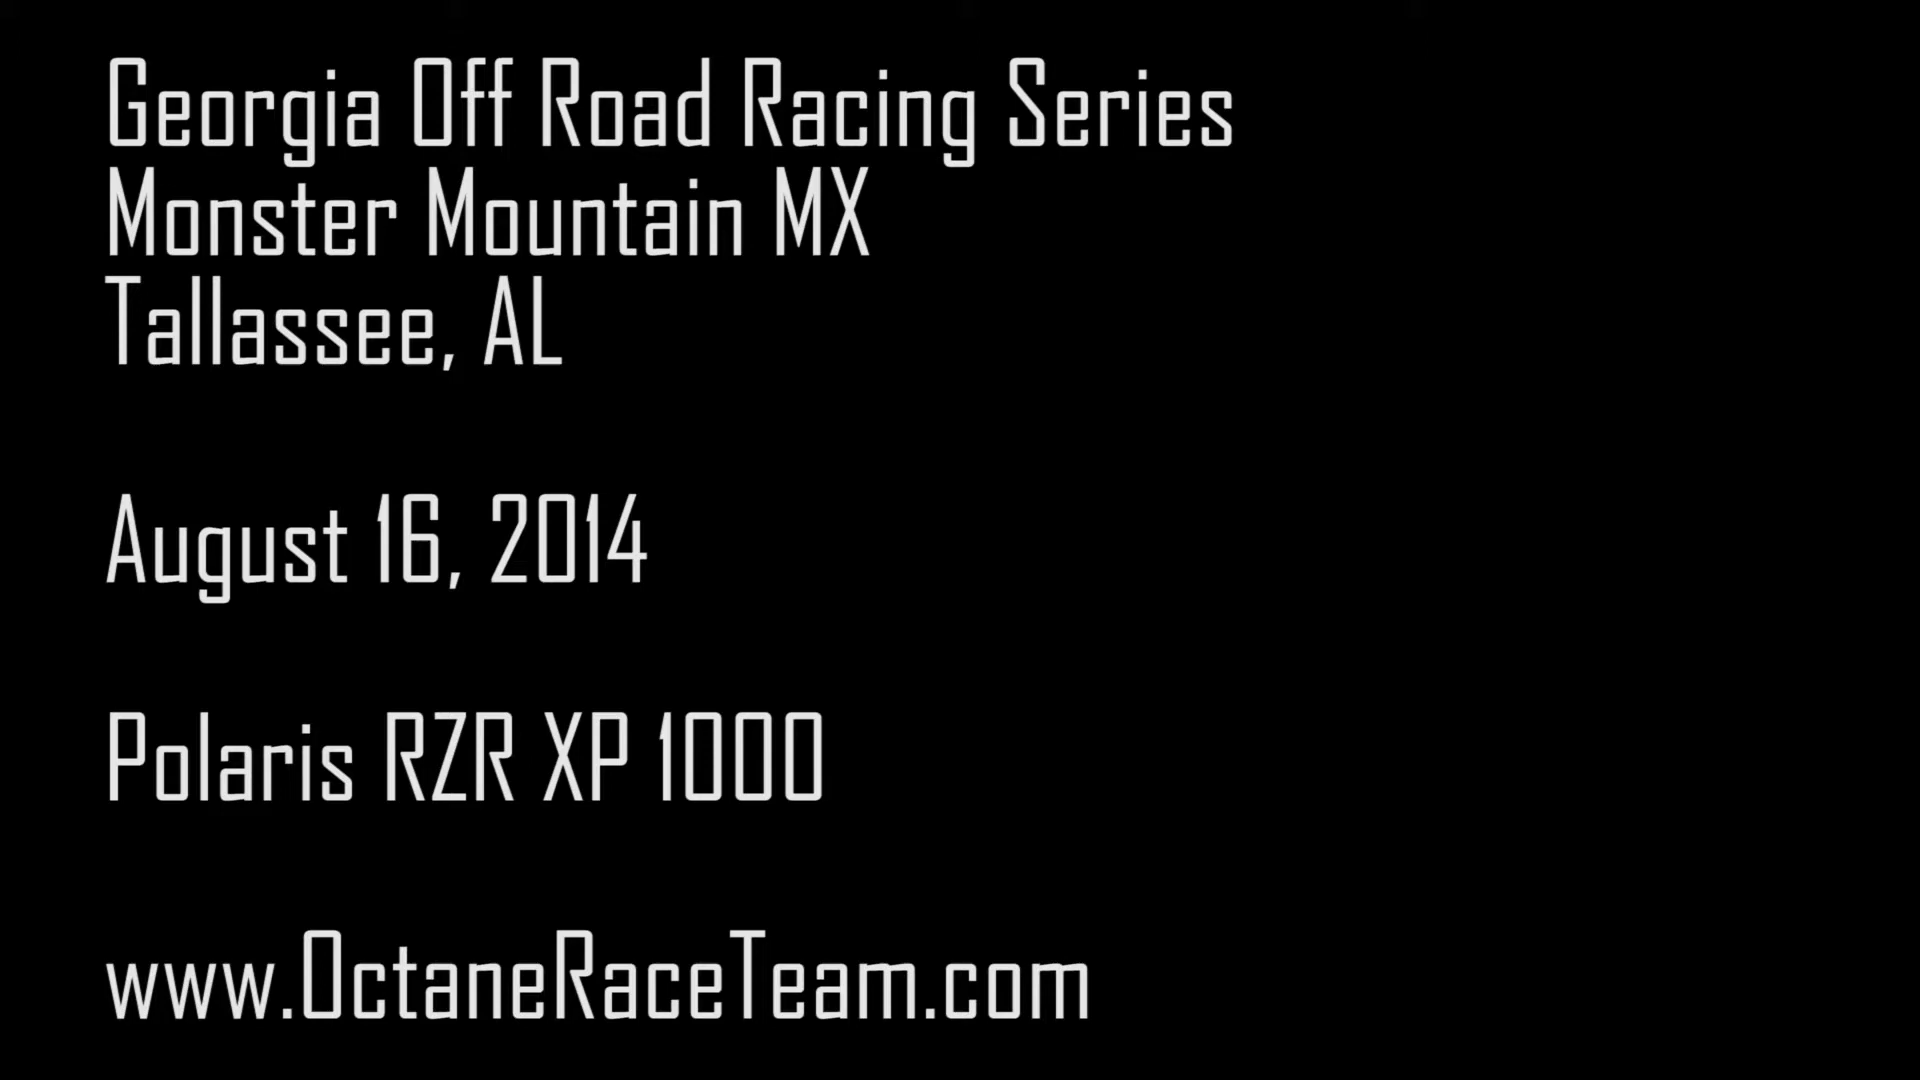 Georgia Off Road Racing Series
Monster Mountain MX
Tallassee, AL
August 16, 2014
Polaris RZR XP 1000
www.OctaneRaceTeam.com